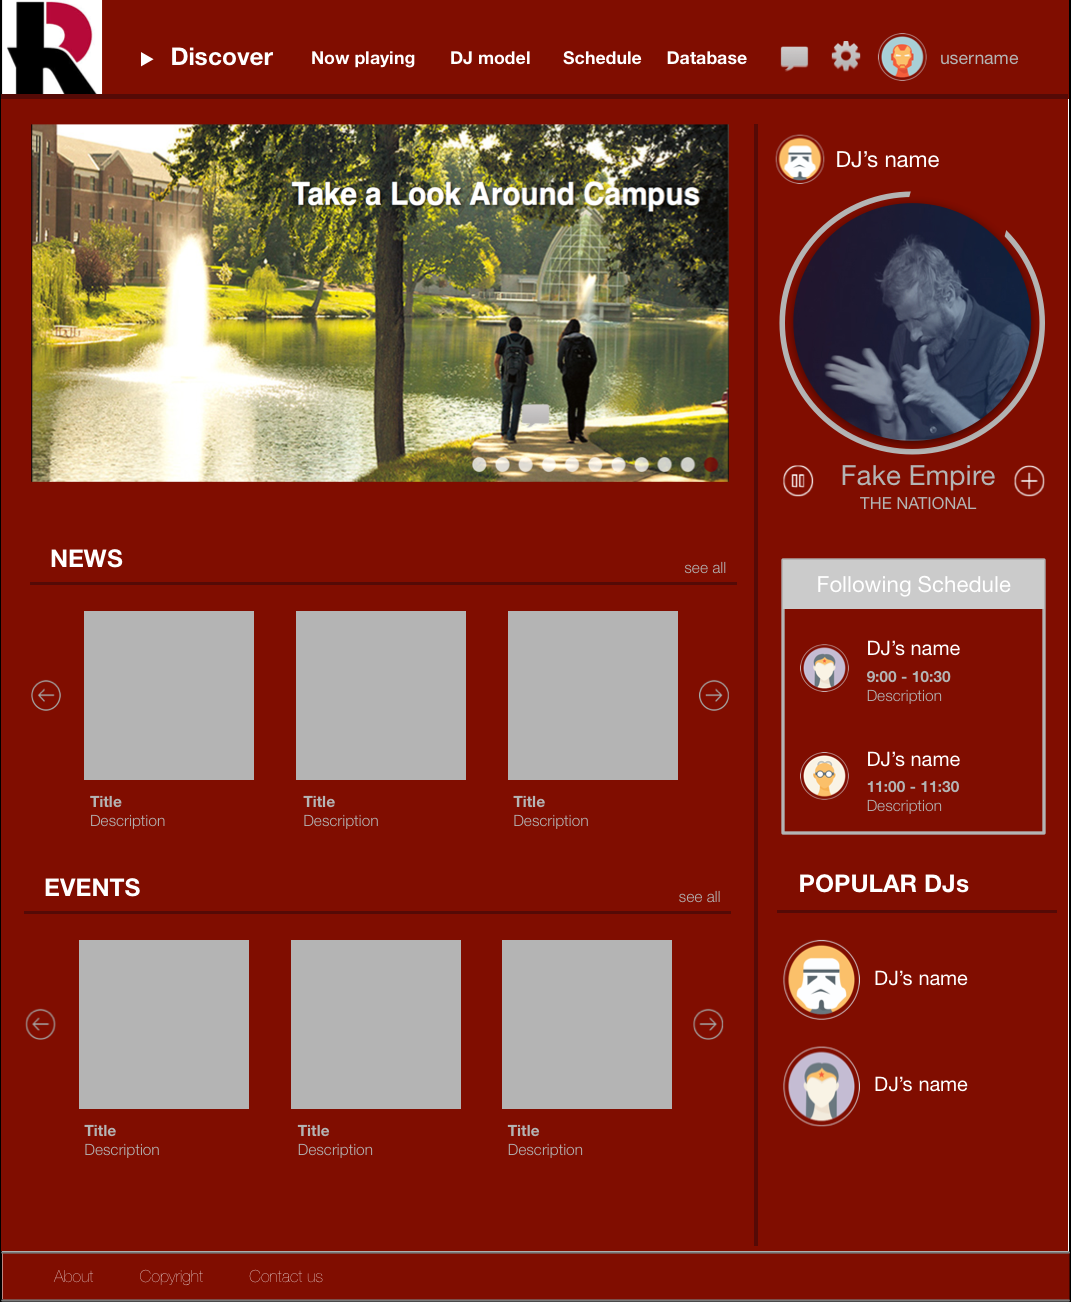 Discover
Now playing
DJ model
Schedule
Database
username
Take a Look Around Campus
DJ’s name
Fake Empire
THE NATIONAL
NEWS
see all
Title
Description
Title
Description
Title
Description
Following Schedule
DJ’s name
9:00 - 10:30
Description
DJ’s name
11:00 - 11:30
Description
EVENTS
see all
Title
Description
Title
Description
Title
Description
POPULAR DJs
DJ’s name
DJ’s name
About
Copyright
Contact us